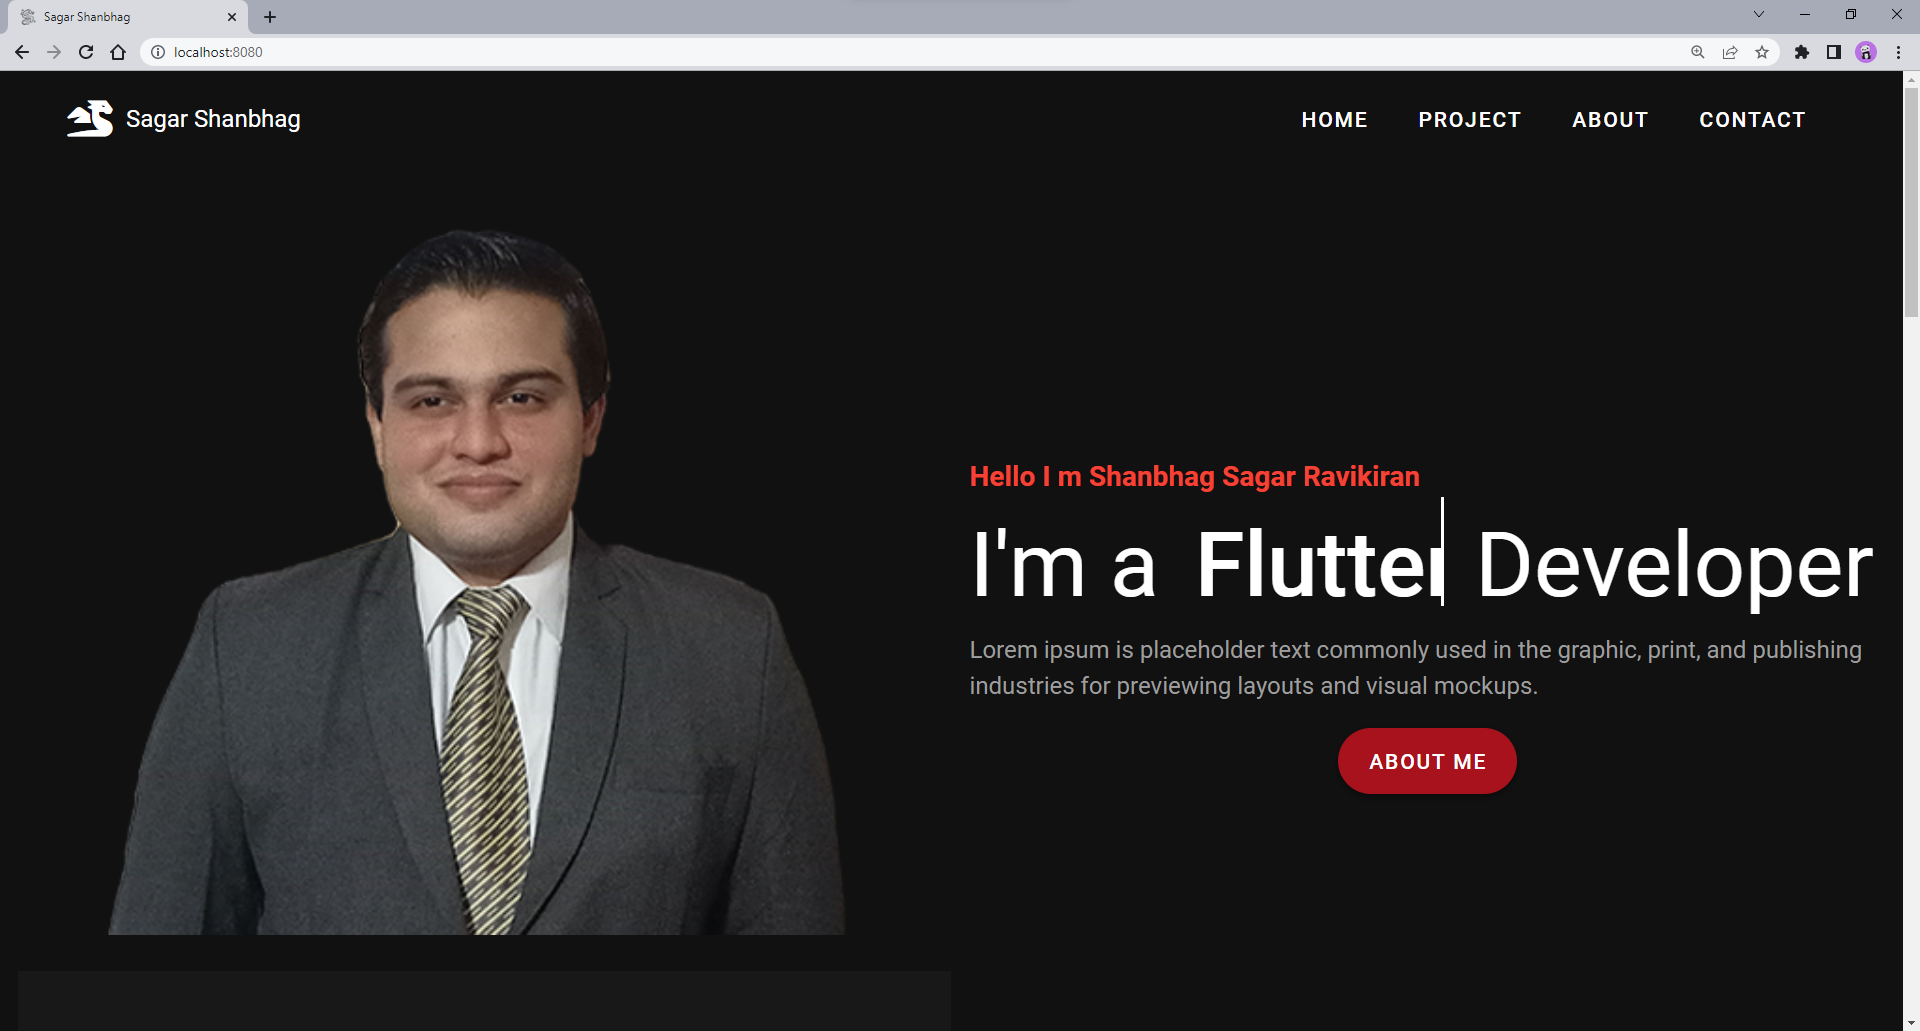 Sagar Shanbhag
localhost:8080
Sagar Shanbhag
HOME PROJECT ABOUT CONTACT
Hello I m Shanbhag Sagar Ravikiran
I'm a Flutter Developer
Lorem ipsum is placeholder text commonly used in the graphic, print, and publishing
industries for previewing layouts and visual mockups.
ABOUT ME